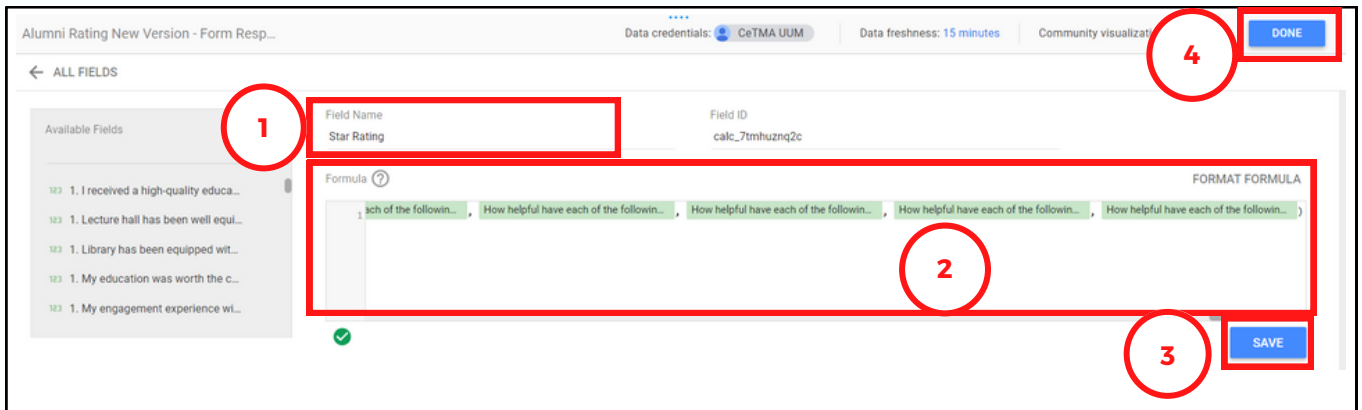 Alumni Rating New Version - Form Resp...
Data credentials: CeTMA UUM
Data freshness: 15 minutes
Community visualizati
4
DONE
← ALL FIELDS
1
Available Fields
Field Name
Star Rating
Field ID
calc_7tmhuznq2c
Formula ?
FORMAT FORMULA
1 ach of the followin... , How helpful have each of the followin... , How helpful have each of the followin... , How helpful have each of the followin... , How helpful have each of the followin... )
123 1. I received a high-quality educa...
123 1. Lecture hall has been well equi...
123 1. Library has been equipped wit...
123 1. My education was worth the c...
123 1. My engagement experience wi...
2
3
SAVE